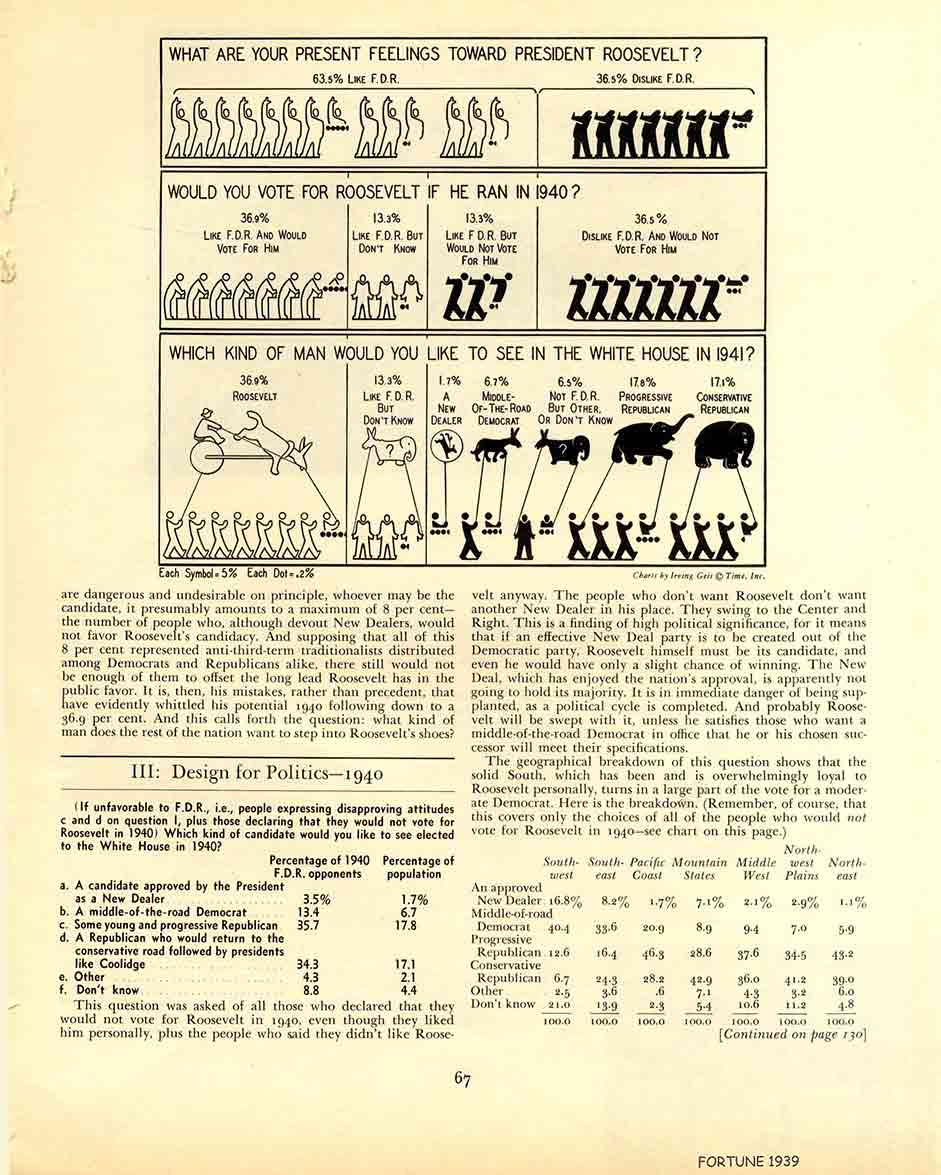 WHAT ARE YOUR PRESENT FEELINGS TOWARD PRESIDENT ROOSEVELT?
63.5% LIKE F.D.R. 36.5% DISLIKE F.D.R.
WOULD YOU VOTE FOR ROOSEVELT IF HE RAN IN 1940?
36.9%
LIKE F.D.R. AND WOULD
VOTE FOR HIM
13.3%
LIKE F.D.R. BUT
DON'T KNOW
13.3%
LIKE F.D.R. BUT
WOULD NOT VOTE
FOR HIM
36.5%
DISLIKE F.D.R. AND WOULD NOT
VOTE FOR HIM
WHICH KIND OF MAN WOULD YOU LIKE TO SEE IN THE WHITE HOUSE IN 1941?
36.9%
ROOSEVELT
13.3%
LIKE F.D.R.
BUT
DON'T KNOW
?
1.7%
A
NEW
DEALER
6.7%
MIDDLE-
OF-THE-ROAD
DEMOCRAT
6.5%
NOT F.D.R.
BUT OTHER,
OR DON'T KNOW
?
17.8%
PROGRESSIVE
REPUBLICAN
17.1%
CONSERVATIVE
REPUBLICAN
Each Symbol = 5% Each Dot = .2%
Charts by Irving Geis © Time, Inc.
are dangerous and undesirable on principle, whoever may be the
candidate, it presumably amounts to a maximum of 8 per cent—
the number of people who, although devout New Dealers, would
not favor Roosevelt's candidacy. And supposing that all of this
8 per cent represented anti-third-term traditionalists distributed
among Democrats and Republicans alike, there still would not
be enough of them to offset the long lead Roosevelt has in the
public favor. It is, then, his mistakes, rather than precedent, that
have evidently whittled his potential 1940 following down to a
36.9 per cent. And this calls forth the question: what kind of
man does the rest of the nation want to step into Roosevelt's shoes?
III: Design for Politics—1940
(If unfavorable to F.D.R., i.e., people expressing disapproving attitudes
c and d on question I, plus those declaring that they would not vote for
Roosevelt in 1940) Which kind of candidate would you like to see elected
to the White House in 1940?
Percentage of 1940 Percentage of
F.D.R. opponents population
a. A candidate approved by the President
as a New Dealer 3.5% 1.7%
b. A middle-of-the-road Democrat 13.4 6.7
c. Some young and progressive Republican 35.7 17.8
d. A Republican who would return to the
conservative road followed by presidents
like Coolidge 34.3 17.1
e. Other 4.3 2.1
f. Don't know 8.8 4.4
This question was asked of all those who declared that they
would not vote for Roosevelt in 1940, even though they liked
him personally, plus the people who said they didn't like Roose-
velt anyway. The people who don't want Roosevelt don't want
another New Dealer in his place. They swing to the Center and
Right. This is a finding of high political significance, for it means
that if an effective New Deal party is to be created out of the
Democratic party, Roosevelt himself must be its candidate, and
even he would have only a slight chance of winning. The New
Deal, which has enjoyed the nation's approval, is apparently not
going to hold its majority. It is in immediate danger of being sup-
planted, as a political cycle is completed. And probably Roose-
velt will be swept with it, unless he satisfies those who want a
middle-of-the-road Democrat in office that he or his chosen suc-
cessor will meet their specifications.
The geographical breakdown of this question shows that the
solid South, which has been and is overwhelmingly loyal to
Roosevelt personally, turns in a large part of the vote for a moder-
ate Democrat. Here is the breakdown. (Remember, of course, that
this covers only the choices of all of the people who would not
vote for Roosevelt in 1940—see chart on this page.)
North-
South- South- Pacific Mountain Middle west North-
west east Coast States West Plains east
An approved
New Dealer 16.8% 8.2% 1.7% 7.1% 2.1% 2.9% 1.1%
Middle-of-road
Democrat 40.4 33.6 20.9 8.9 9.4 7.0 5.9
Progressive
Republican 12.6 16.4 46.3 28.6 37.6 34.5 43.2
Conservative
Republican 6.7 24.3 28.2 42.9 36.0 41.2 39.0
Other 2.5 3.6 .6 7.1 4.3 3.2 6.0
Don't know 21.0 13.9 2.3 5.4 10.6 11.2 4.8
100.0 100.0 100.0 100.0 100.0 100.0 100.0
[Continued on page 130]
67
FORTUNE 1939